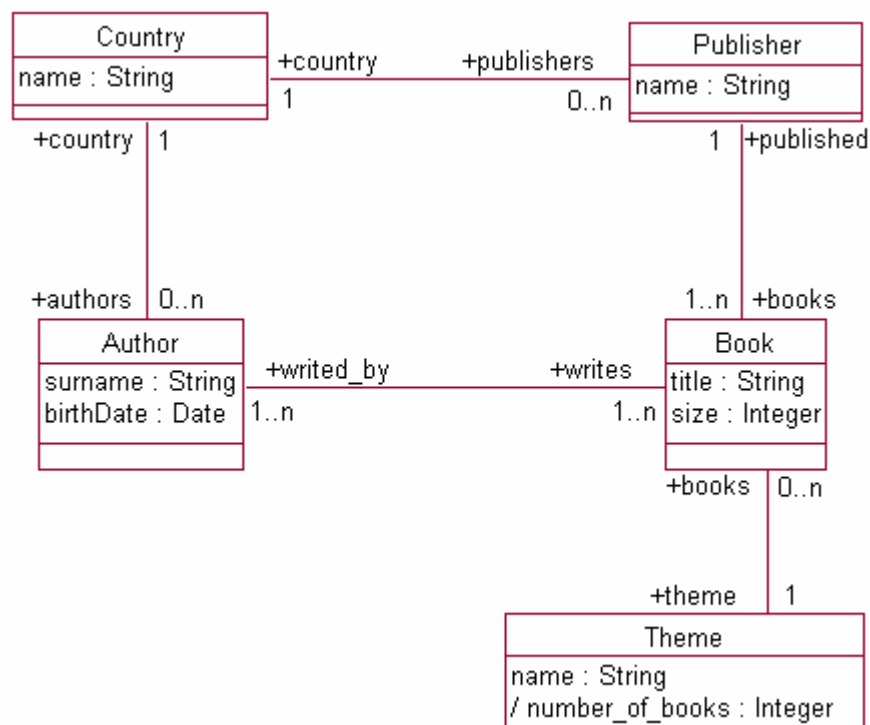 Country
name : String
+country
1
+publishers
0..n
Publisher
name : String
+country
1
1
+published
+authors
0..n
1..n
+books
Author
surname : String
birthDate : Date
+writed_by
1..n
+writes
1..n
Book
title : String
size : Integer
+books
0..n
+theme
1
Theme
name : String
/ number_of_books : Integer